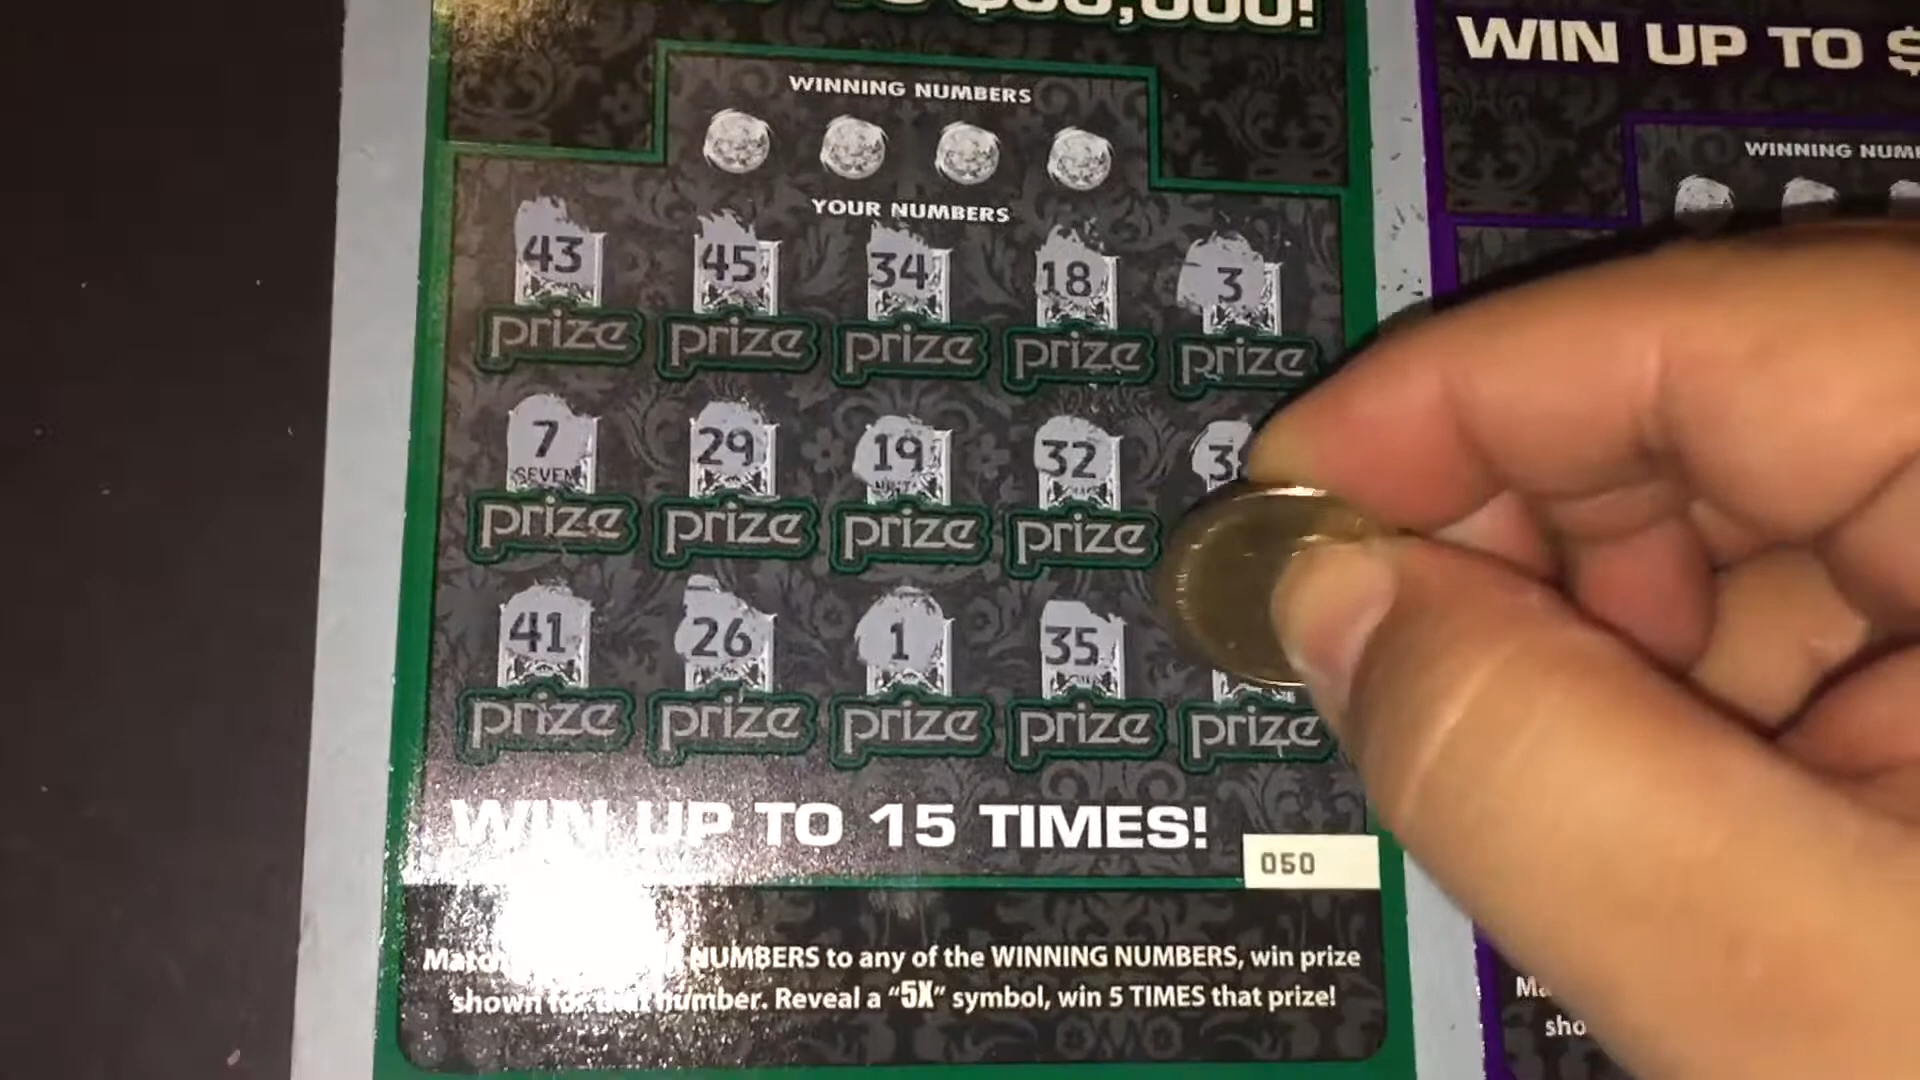 WIN UP TO $
WINNING NUMBERS
WINNING
YOUR NUMBERS
43 45 34 18 3
prize prize prize prize prize
7 29 19 32
SEVEN
prize prize prize prize
41 26 1 35
prize prize prize prize prize
WIN UP TO 15 TIMES!
050
NUMBERS to any of the WINNING NUMBERS, win prize
shown number. Reveal a "5X" symbol, win 5 TIMES that prize!